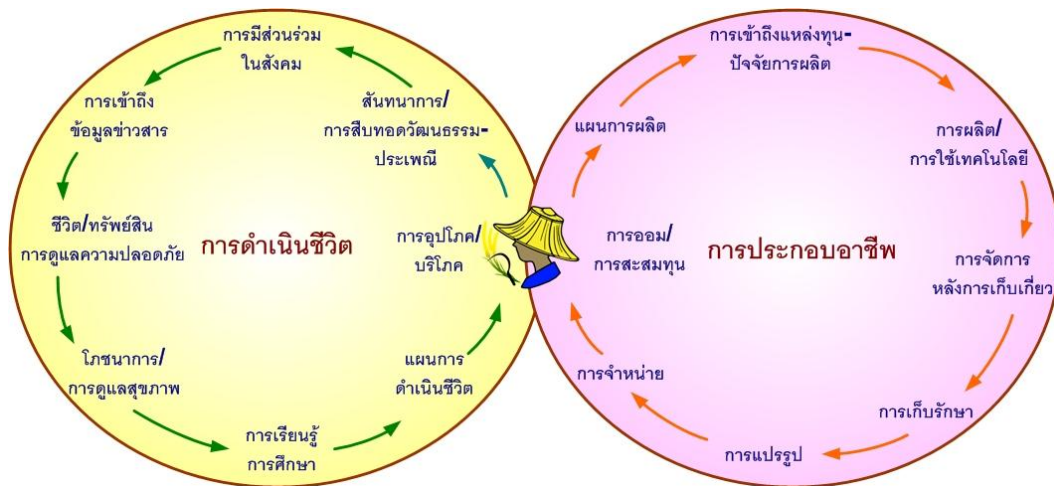 การมีส่วนร่วม
ในสังคม
การเข้าถึง
ข้อมูลข่าวสาร
สันทนาการ/
การสืบทอดวัฒนธรรม-
ประเพณี
ชีวิต/ทรัพย์สิน
การดูแลความปลอดภัย
การดำเนินชีวิต
การอุปโภค/
บริโภค
โภชนาการ/
การดูแลสุขภาพ
แผนการ
ดำเนินชีวิต
การเรียนรู้
การศึกษา
การเข้าถึงแหล่งทุน-
ปัจจัยการผลิต
แผนการผลิต
การผลิต/
การใช้เทคโนโลยี
การออม/
การสะสมทุน
การประกอบอาชีพ
การจัดการ
หลังการเก็บเกี่ยว
การจำหน่าย
การเก็บรักษา
การแปรรูป